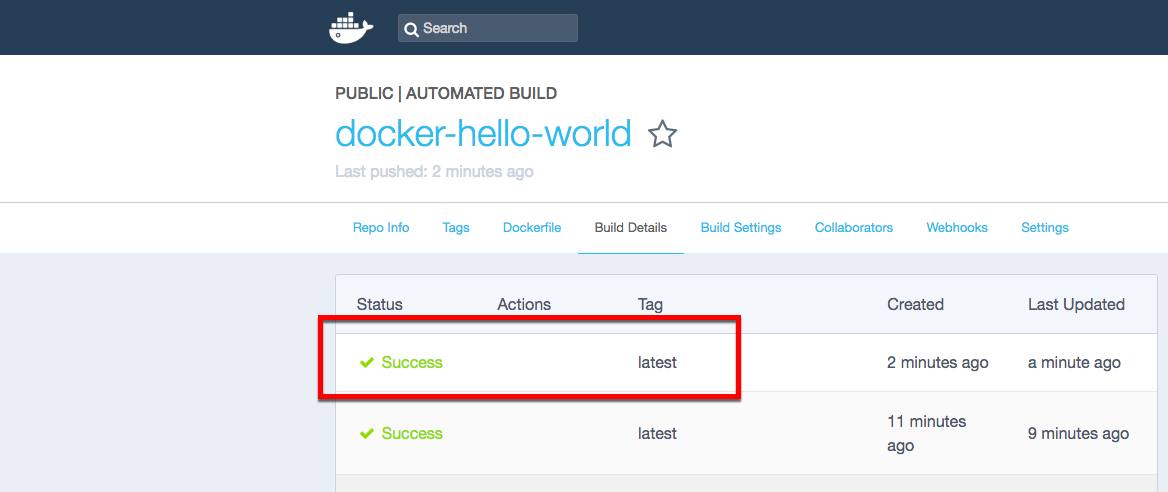 Search
PUBLIC | AUTOMATED BUILD
docker-hello-world
Last pushed: 2 minutes ago
Repo Info Tags Dockerfile Build Details Build Settings Collaborators Webhooks Settings
Status Actions Tag Created Last Updated
Success latest 2 minutes ago a minute ago
Success latest 11 minutes ago 9 minutes ago